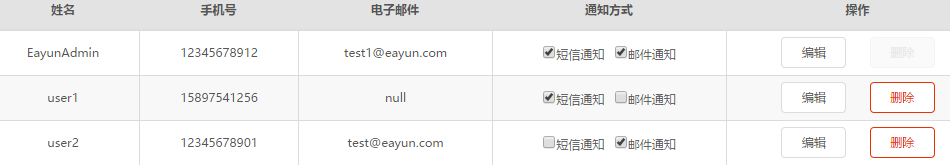 姓名 手机号 电子邮件 通知方式 操作
EayunAdmin 12345678912 test1@eayun.com 短信通知 邮件通知 编辑 删除
user1 15897541256 null 短信通知 邮件通知 编辑 删除
user2 12345678901 test@eayun.com 短信通知 邮件通知 编辑 删除